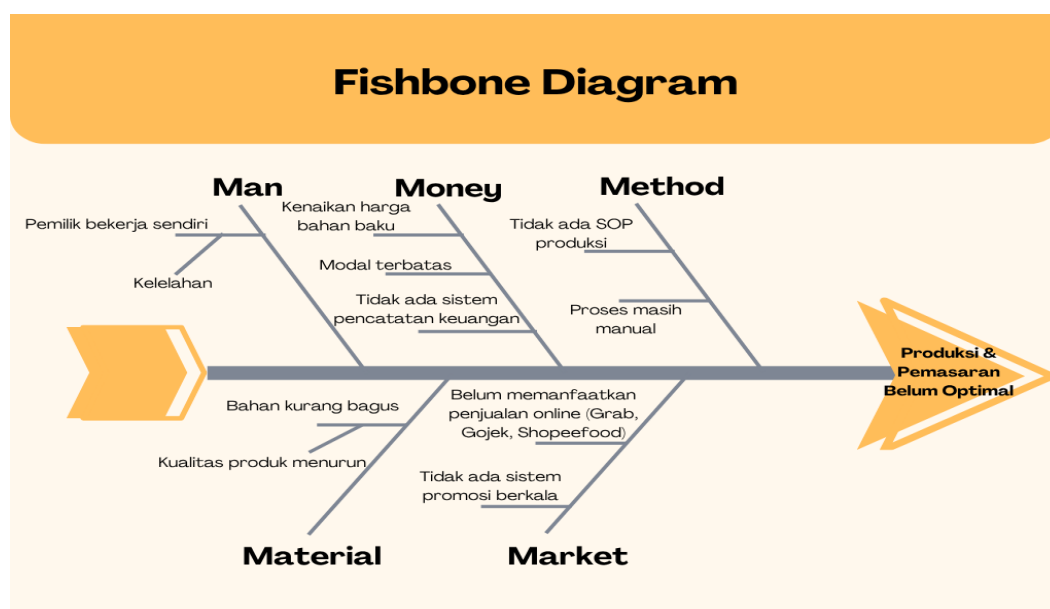 Fishbone Diagram
Man
Money
Method
Pemilik bekerja sendiri
Kelelahan
Kenaikan harga
bahan baku
Modal terbatas
Tidak ada sistem
pencatatan keuangan
Tidak ada SOP
produksi
Proses masih
manual
Produksi &
Pemasaran
Belum Optimal
Bahan kurang bagus
Kualitas produk menurun
Belum memanfaatkan
penjualan online (Grab,
Gojek, Shopeefood)
Tidak ada sistem
promosi berkala
Material
Market